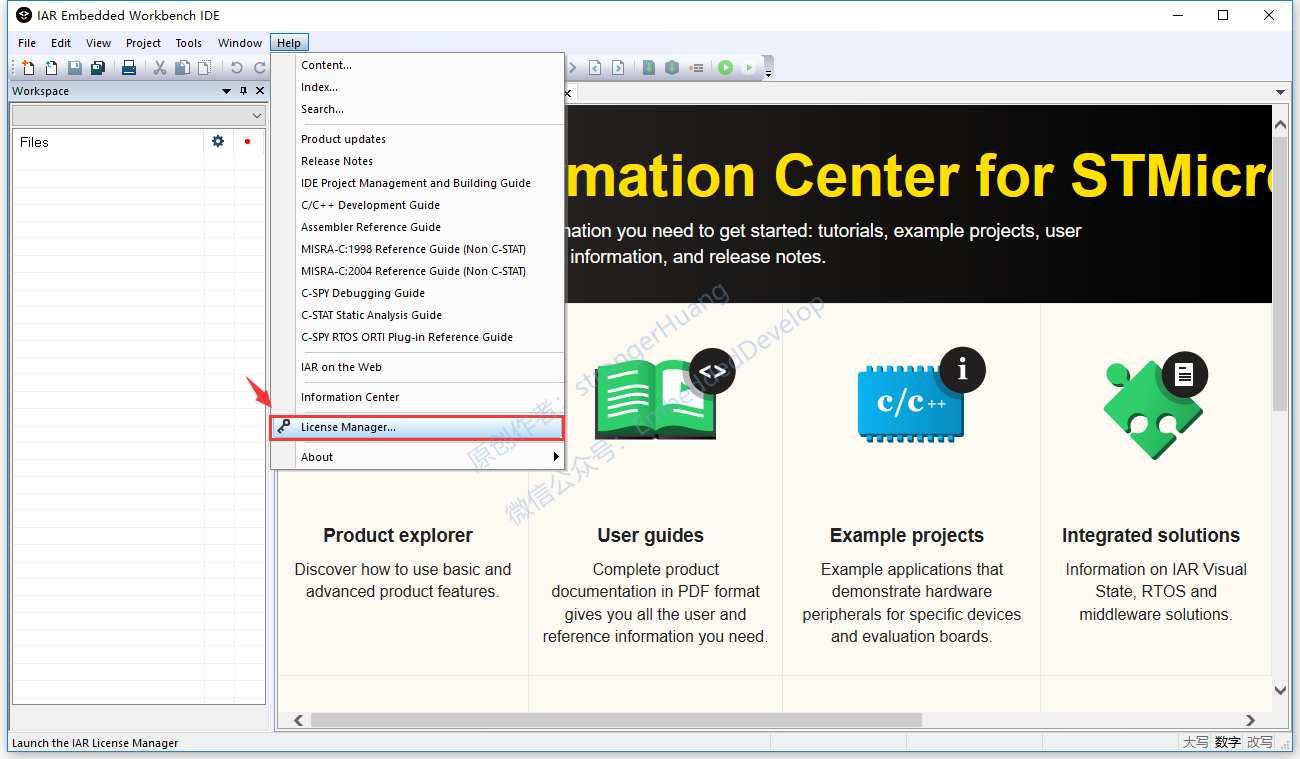 IAR Embedded Workbench IDE
File Edit View Project Tools Window Help
Workspace
Files
Content...
Index...
Search...
Product updates
Release Notes
IDE Project Management and Building Guide
C/C++ Development Guide
Assembler Reference Guide
MISRA-C:1998 Reference Guide (Non C-STAT)
MISRA-C:2004 Reference Guide (Non C-STAT)
C-SPY Debugging Guide
C-STAT Static Analysis Guide
C-SPY RTOS ORTI Plug-in Reference Guide
IAR on the Web
Information Center
License Manager...
About
mation Center for STMicro
nation you need to get started: tutorials, example projects, user
information, and release notes.
原创作者：strongerHuang
微信公众号：EmbeddedDevelop
<>
c/c++
i
Product explorer
Discover how to use basic and
advanced product features.
User guides
Complete product
documentation in PDF format
gives you all the user and
reference information you need.
Example projects
Example applications that
demonstrate hardware
peripherals for specific devices
and evaluation boards.
Integrated solutions
Information on IAR Visual
State, RTOS and
middleware solutions.
Launch the IAR License Manager
大写 数字 改写